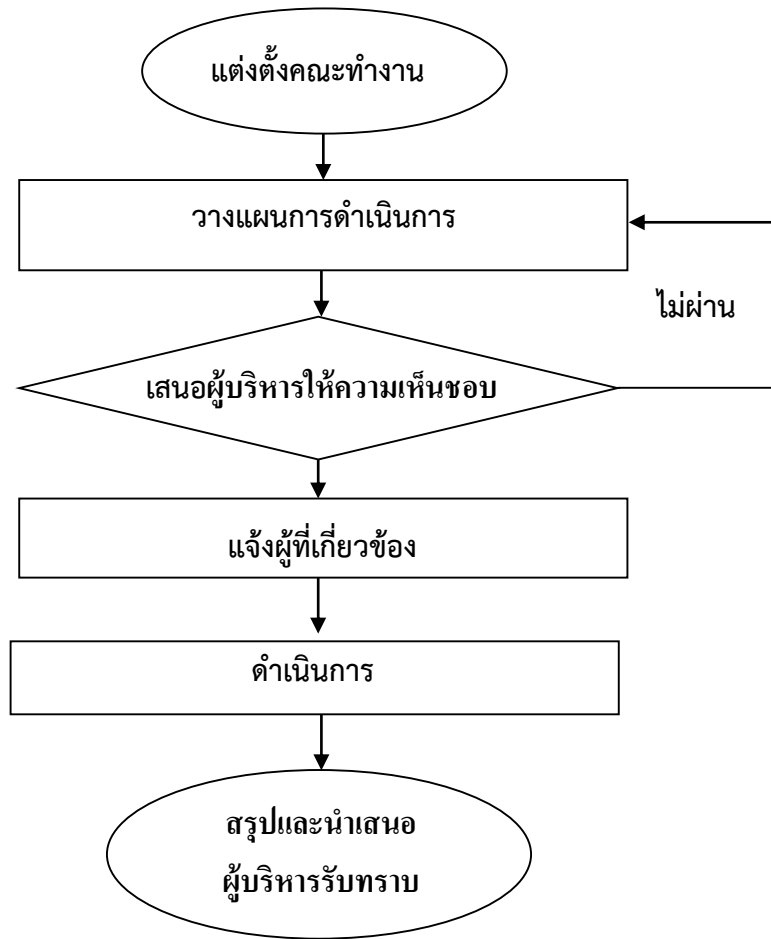 แต่งตั้งคณะทำงาน
วางแผนการดำเนินการ
ไม่ผ่าน
เสนอผู้บริหารให้ความเห็นชอบ
แจ้งผู้ที่เกี่ยวข้อง
ดำเนินการ
สรุปและนำเสนอ
ผู้บริหารรับทราบ